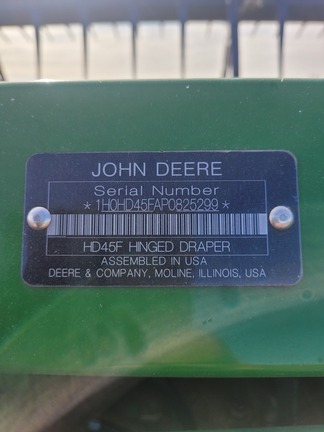 JOHN DEERE
Serial Number
*1H0HD45FAP0825299*
HD45F HINGED DRAPER
ASSEMBLED IN USA
DEERE & COMPANY, MOLINE, ILLINOIS, USA